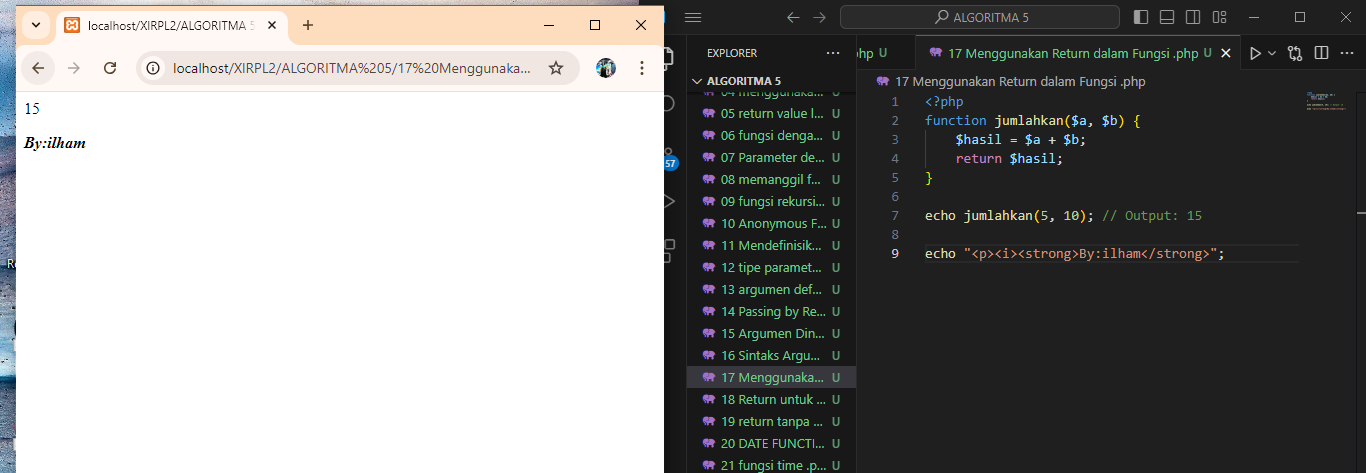 localhost/XIRPL2/ALGORITMA 5
localhost/XIRPL2/ALGORITMA%205/17%20Menggunaka...
15
By:ilham
57
ALGORITMA 5
EXPLORER
ALGORITMA 5
04 menggunaka...
05 return value l... U
06 fungsi denga... U
07 Parameter de... U
08 memanggil f... U
09 fungsi rekursi... U
10 Anonymous F... U
11 Mendefinisik... U
12 tipe paramet... U
13 argumen def... U
14 Passing by Re... U
15 Argumen Din... U
16 Sintaks Argu... U
17 Menggunaka... U
18 Return untuk ... U
19 return tanpa ... U
20 DATE FUNCTI... U
21 fungsi time .p... U
php U
17 Menggunakan Return dalam Fungsi .php U
17 Menggunakan Return dalam Fungsi .php
1 <?php
2 function jumlahkan($a, $b) {
3 $hasil = $a + $b;
4 return $hasil;
5 }
6
7 echo jumlahkan(5, 10); // Output: 15
8
9 echo "<p><i><strong>By:ilham</strong>";